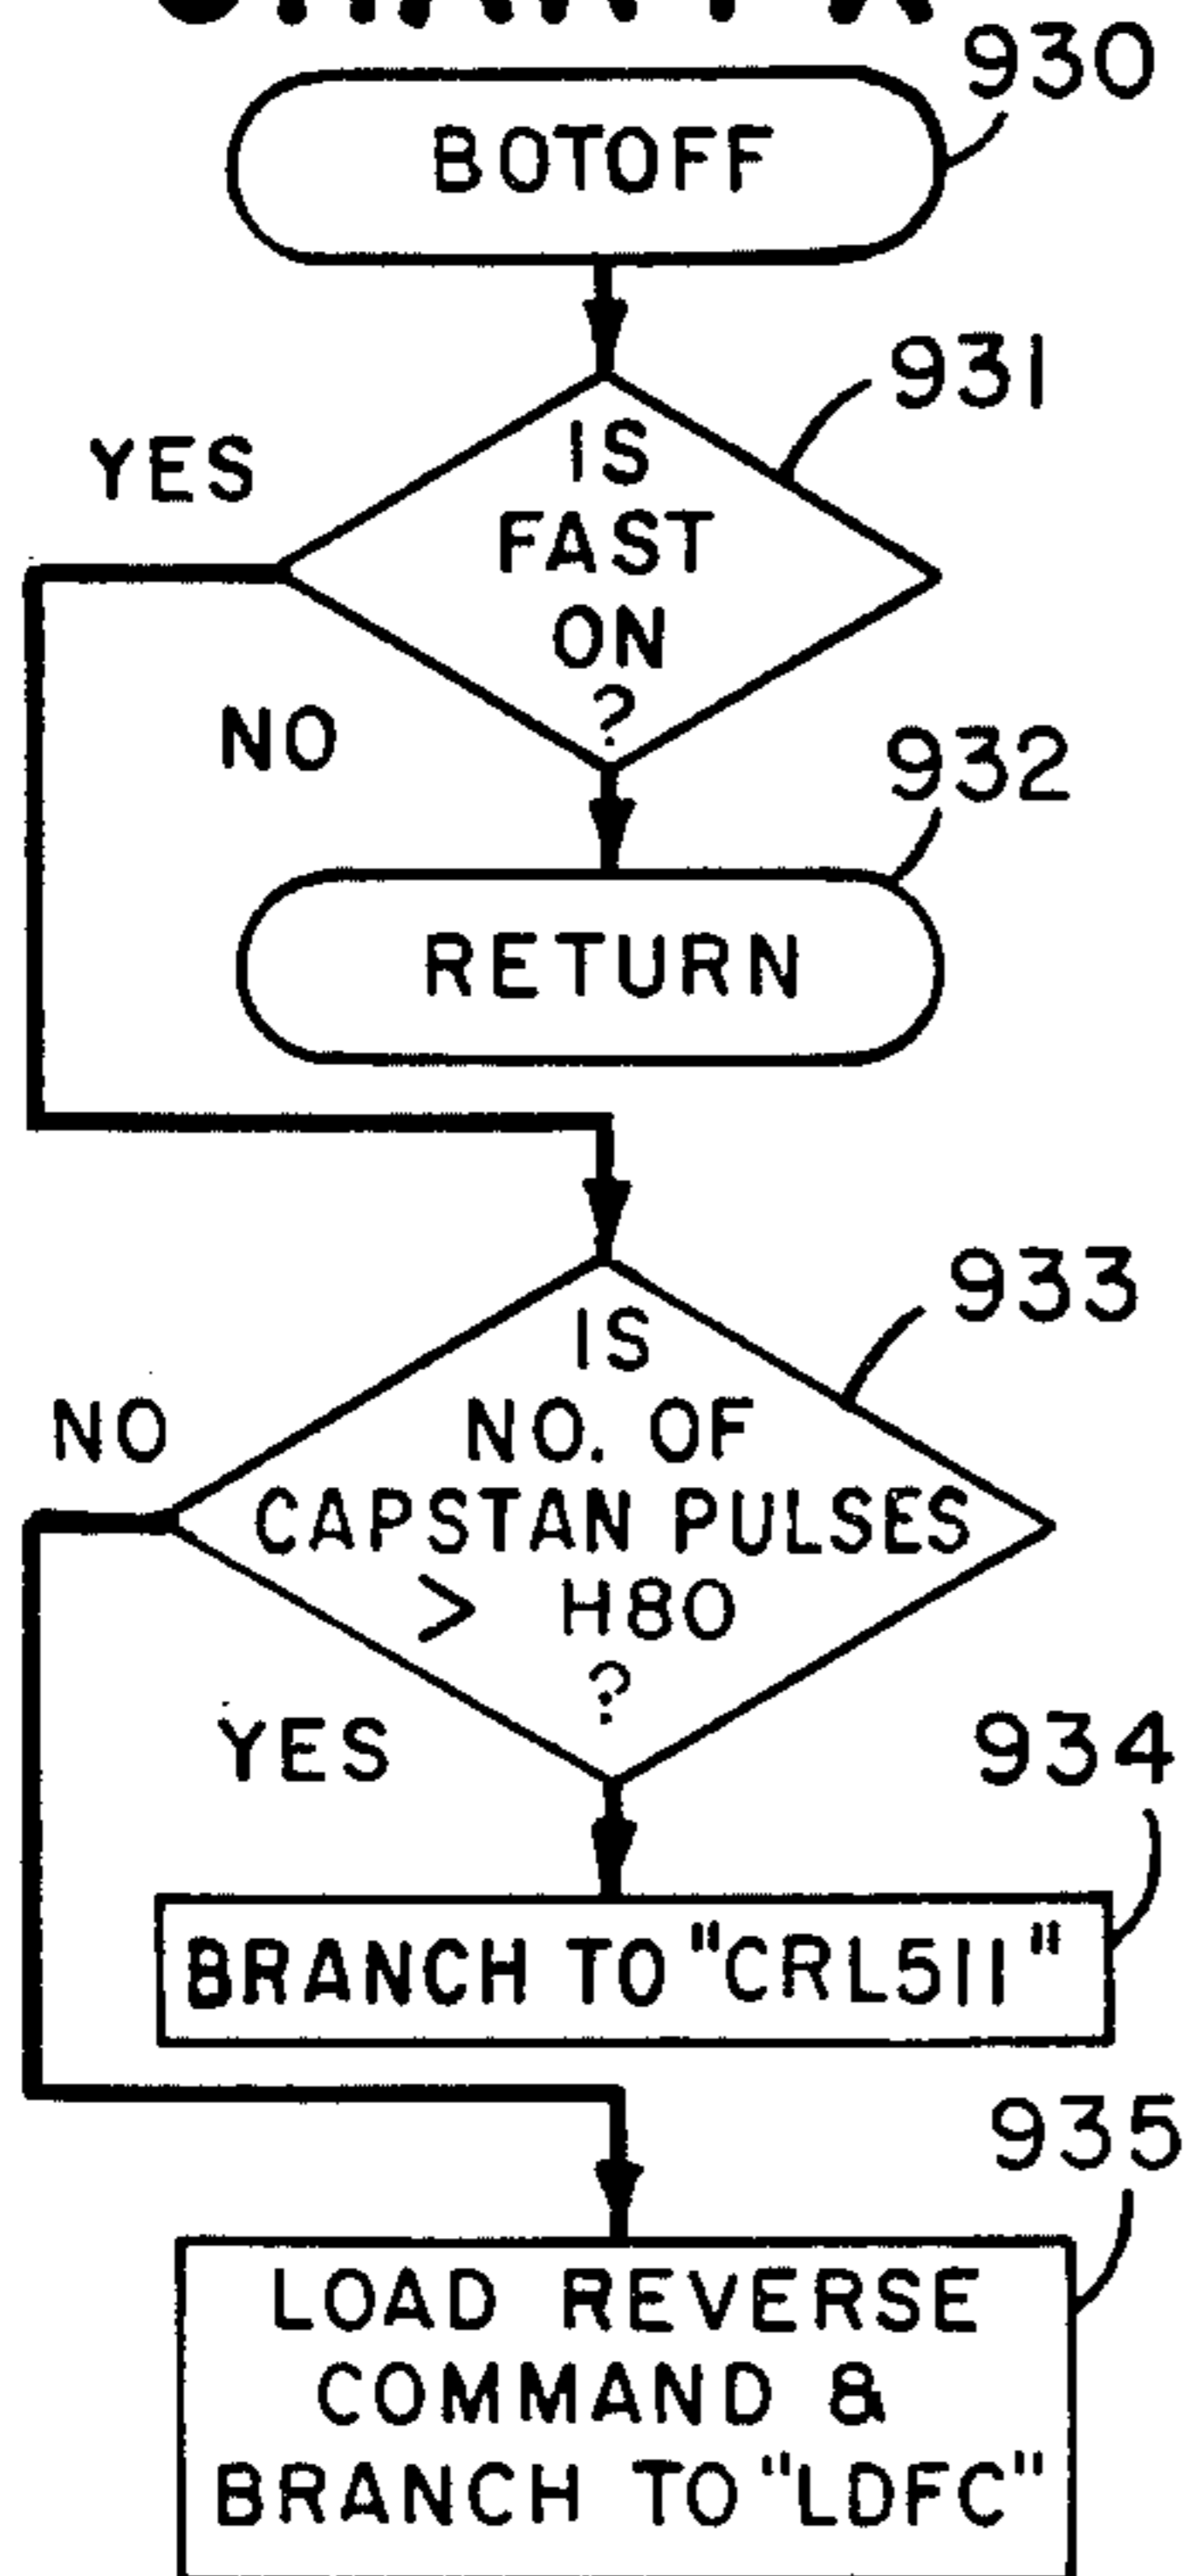 BOTOFF
930
931
YES
IS
FAST
ON
?
NO
932
RETURN
933
NO
IS
NO. OF
CAPSTAN PULSES
> H80
?
YES
934
BRANCH TO "CRL511"
935
LOAD REVERSE
COMMAND &
BRANCH TO "LDFC"